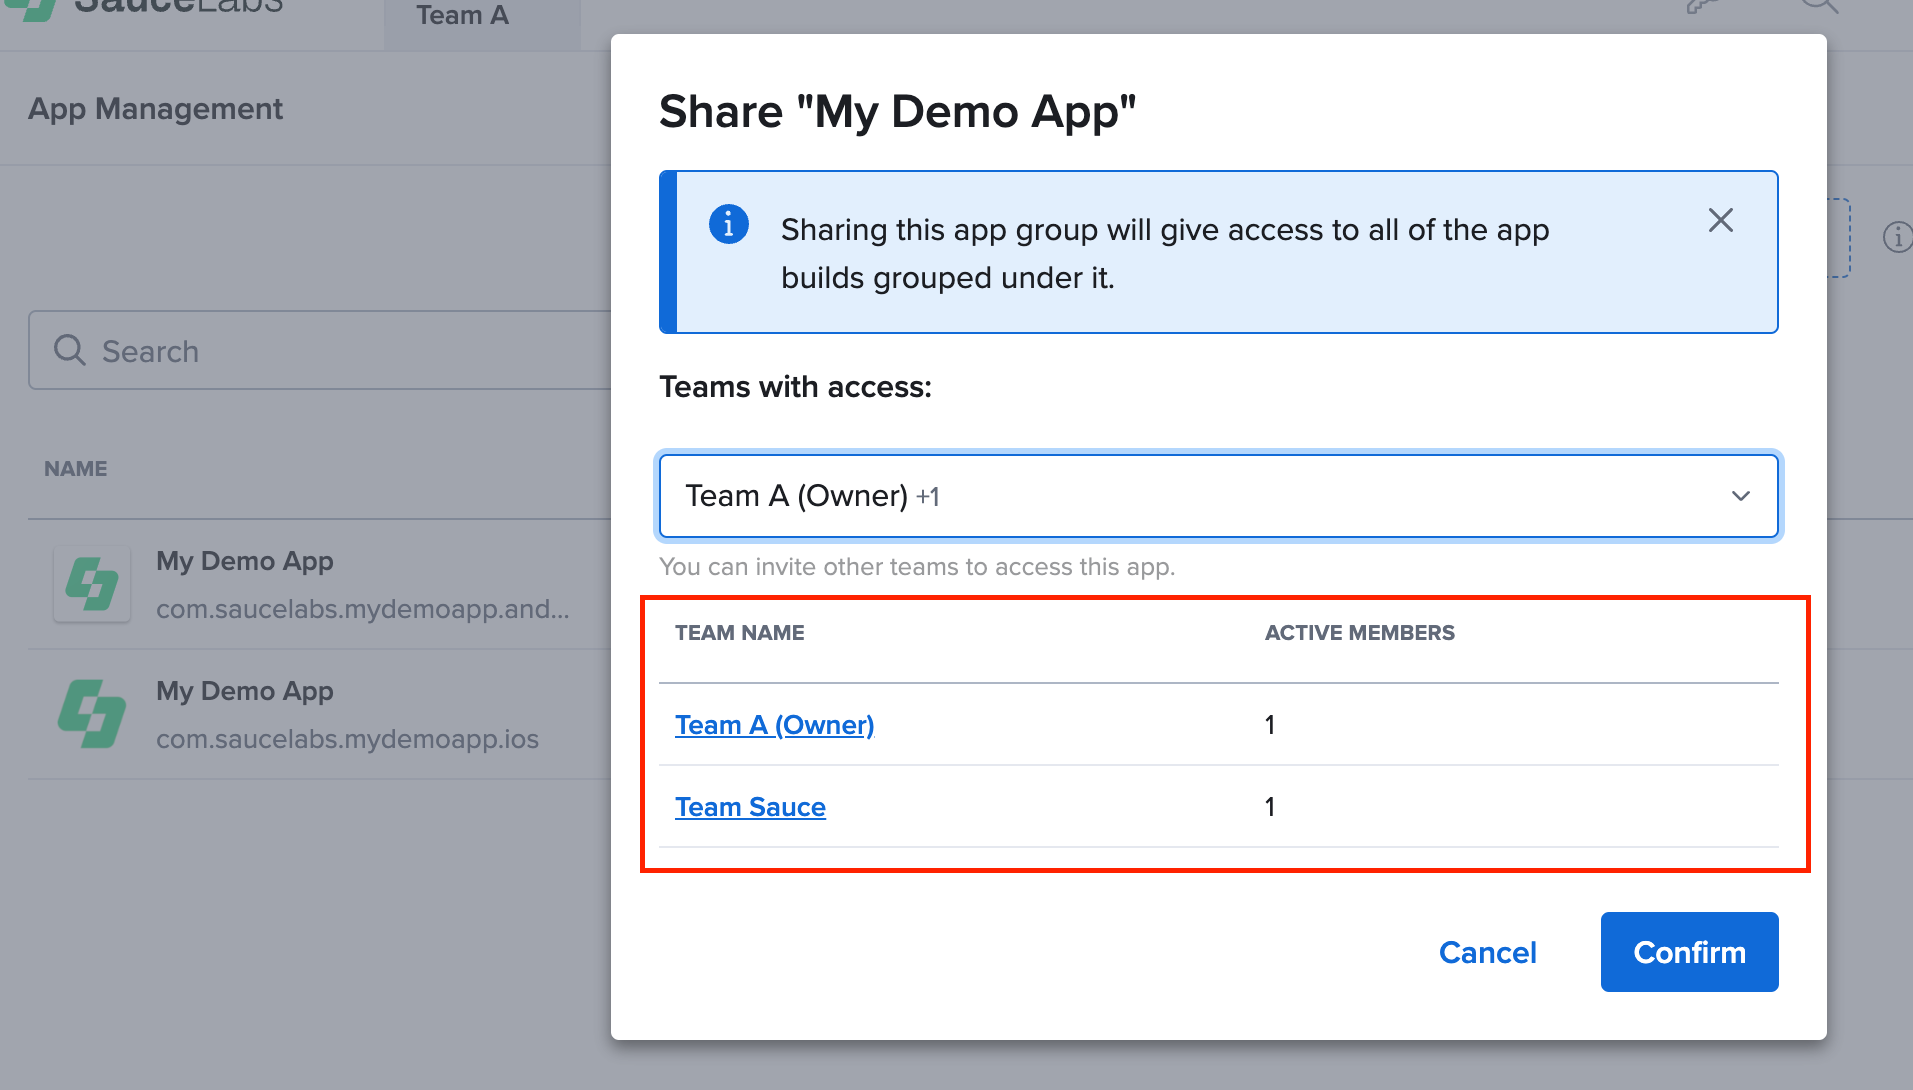 SauceLabs
Team A
App Management
Search
NAME
My Demo App
com.saucelabs.mydemoapp.and...
My Demo App
com.saucelabs.mydemoapp.ios
Share "My Demo App"
Sharing this app group will give access to all of the app
builds grouped under it.
Teams with access:
Team A (Owner) +1
You can invite other teams to access this app.
TEAM NAME ACTIVE MEMBERS
Team A (Owner) 1
Team Sauce 1
Cancel Confirm